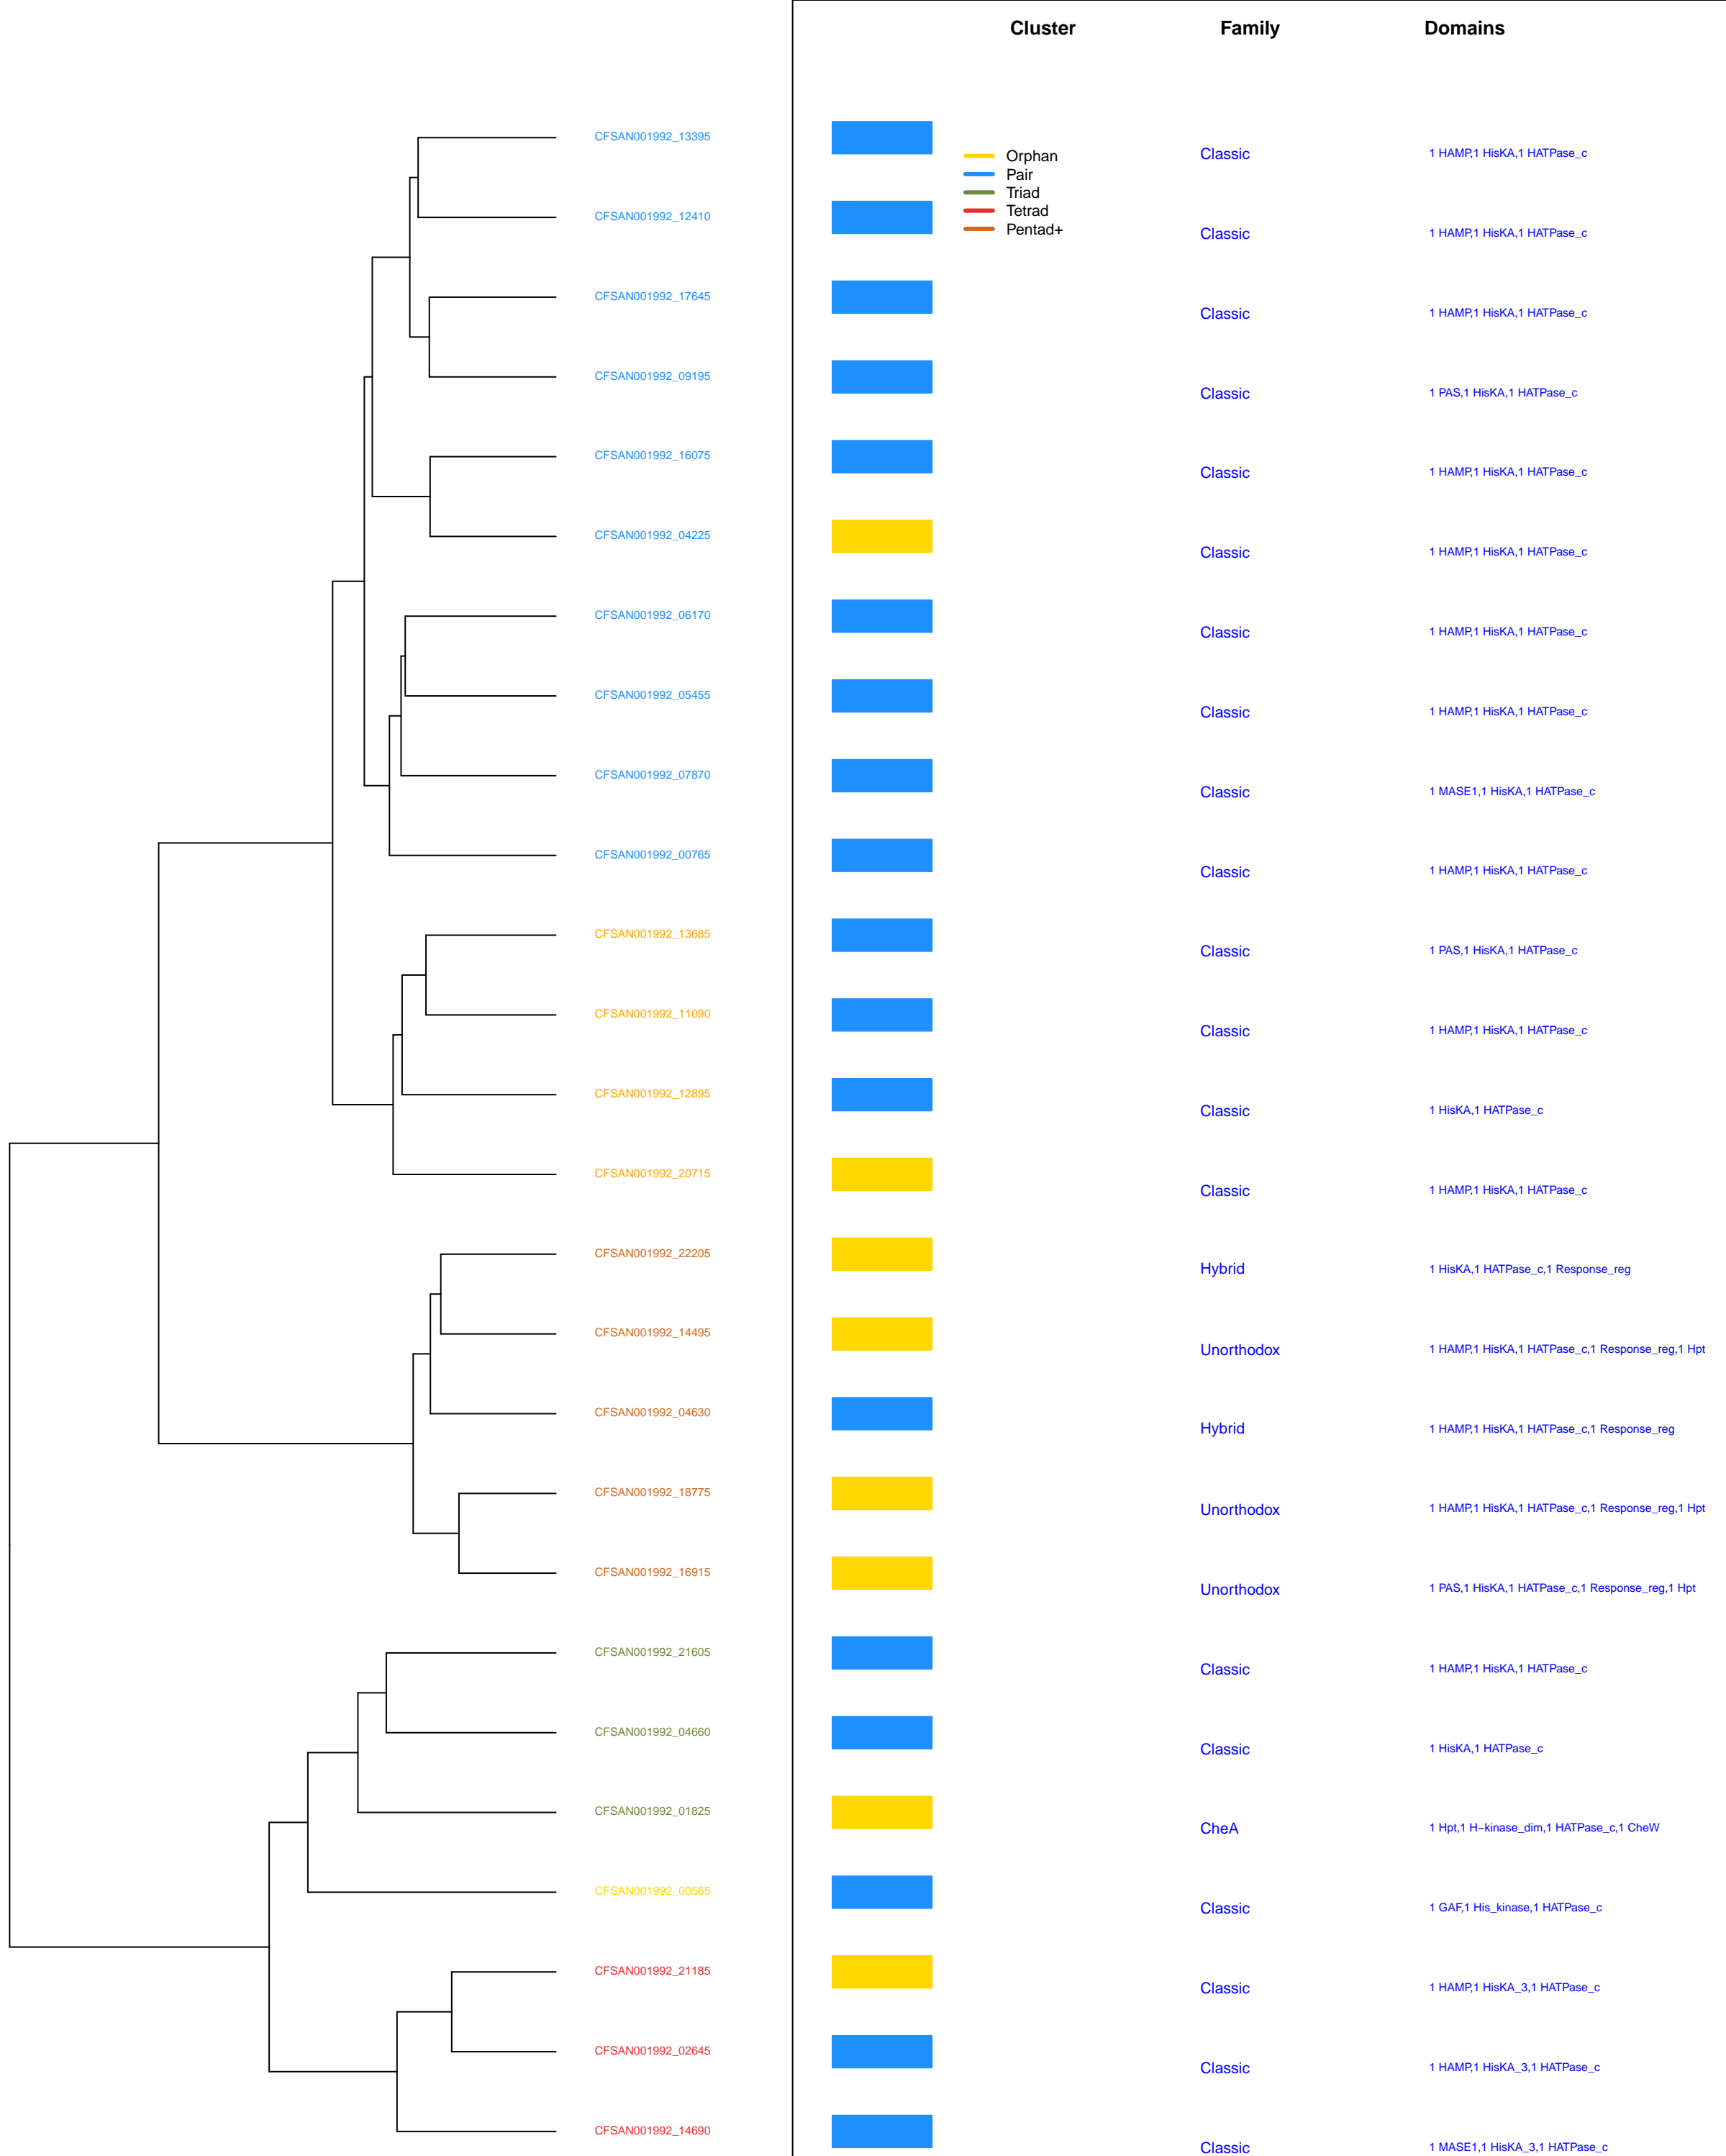 Cluster Family Domains
CFSAN001992_13395
Orphan
Classic 1 HAMP,1 HisKA,1 HATPase_c
Pair
Triad
Tetrad
CFSAN001992_12410
Pentad+
Classic 1 HAMP,1 HisKA,1 HATPase_c
CFSAN001992_17645
Classic 1 HAMP,1 HisKA,1 HATPase_c
CFSAN001992_09195
Classic 1 PAS,1 HisKA,1 HATPase_c
CFSAN001992_16075
Classic 1 HAMP,1 HisKA,1 HATPase_c
CFSAN001992_04225
Classic 1 HAMP,1 HisKA,1 HATPase_c
CFSAN001992_06170
Classic 1 HAMP,1 HisKA,1 HATPase_c
CFSAN001992_05455
Classic 1 HAMP,1 HisKA,1 HATPase_c
CFSAN001992_07870
Classic 1 MASE1,1 HisKA,1 HATPase_c
CFSAN001992_00765
Classic 1 HAMP,1 HisKA,1 HATPase_c
CFSAN001992_13685
Classic 1 PAS,1 HisKA,1 HATPase_c
CFSAN001992_11090
Classic 1 HAMP,1 HisKA,1 HATPase_c
CFSAN001992_12895
Classic 1 HisKA,1 HATPase_c
CFSAN001992_20715
Classic 1 HAMP,1 HisKA,1 HATPase_c
CFSAN001992_22205
Hybrid 1 HisKA,1 HATPase_c,1 Response_reg
CFSAN001992_14495
Unorthodox 1 HAMP,1 HisKA,1 HATPase_c,1 Response_reg,1 Hpt
CFSAN001992_04630
Hybrid 1 HAMP,1 HisKA,1 HATPase_c,1 Response_reg
CFSAN001992_18775
Unorthodox 1 HAMP,1 HisKA,1 HATPase_c,1 Response_reg,1 Hpt
CFSAN001992_16915
Unorthodox 1 PAS,1 HisKA,1 HATPase_c,1 Response_reg,1 Hpt
CFSAN001992_21605
Classic 1 HAMP,1 HisKA,1 HATPase_c
CFSAN001992_04660
Classic 1 HisKA,1 HATPase_c
CFSAN001992_01825
CheA 1 Hpt,1 H−kinase_dim,1 HATPase_c,1 CheW
CFSAN001992_00565
Classic 1 GAF,1 His_kinase,1 HATPase_c
CFSAN001992_21185
Classic 1 HAMP,1 HisKA_3,1 HATPase_c
CFSAN001992_02645
Classic 1 HAMP,1 HisKA_3,1 HATPase_c
CFSAN001992_14690
Classic 1 MASE1,1 HisKA_3,1 HATPase_c